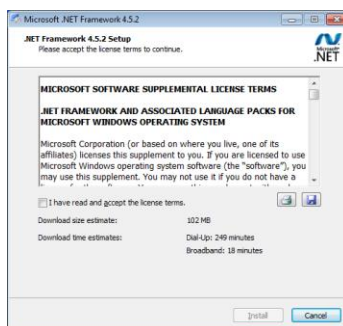 Microsoft .NET Framework 4.5.2
.NET Framework 4.5.2 Setup
Please accept the license terms to continue.
Microsoft
.NET
MICROSOFT SOFTWARE SUPPLEMENTAL LICENSE TERMS
.NET FRAMEWORK AND ASSOCIATED LANGUAGE PACKS FOR
MICROSOFT WINDOWS OPERATING SYSTEM
Microsoft Corporation (or based on where you live, one of its
affiliates) licenses this supplement to you. If you are licensed to use
Microsoft Windows operating system software (the "software"), you
may use this supplement. You may not use it if you do not have a
I have read and accept the license terms.
Download size estimate: 102 MB
Download time estimates: Dial-Up: 249 minutes
Broadband: 18 minutes
Install Cancel